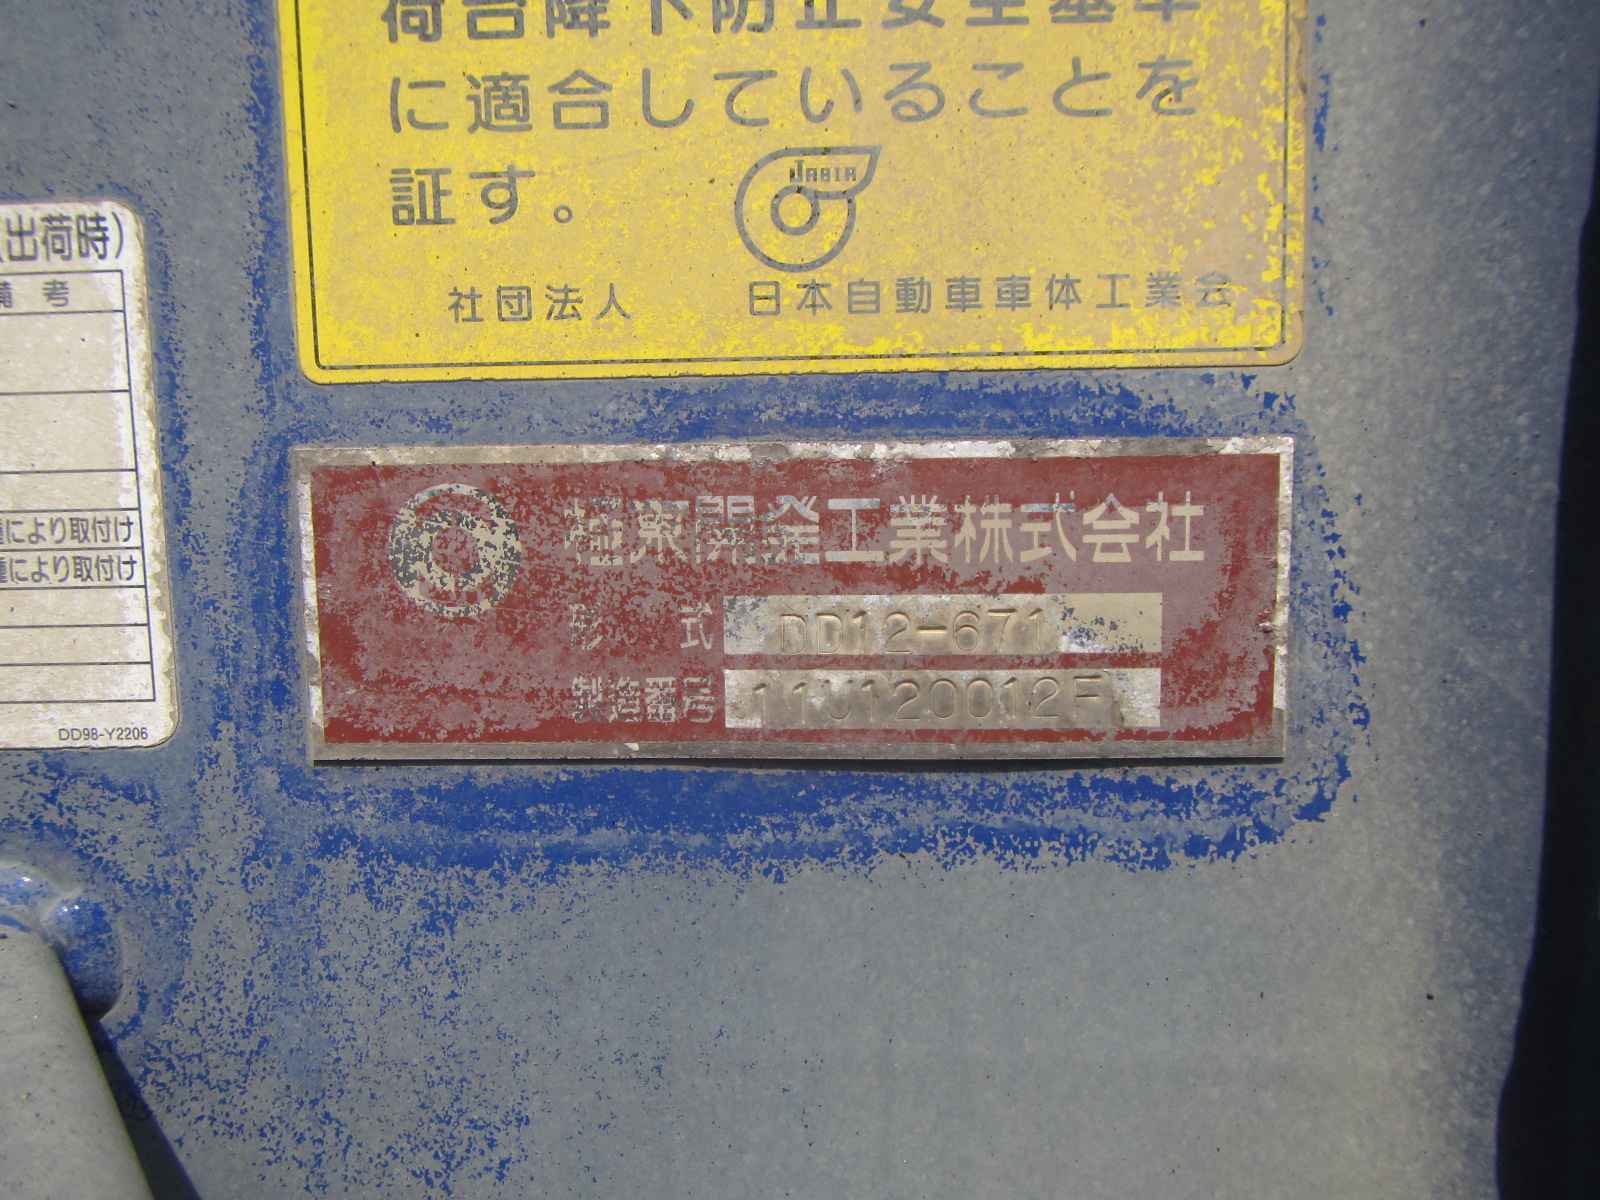 荷台降下防止安全基準
に適合していることを
証す。
JABIA
社団法人 日本自動車車体工業会
(出荷時)
備考
により取付け
種により取付け
DD98-Y2206
極東開発工業株式会社
形 式 DD12-671
製造番号 11U120012F